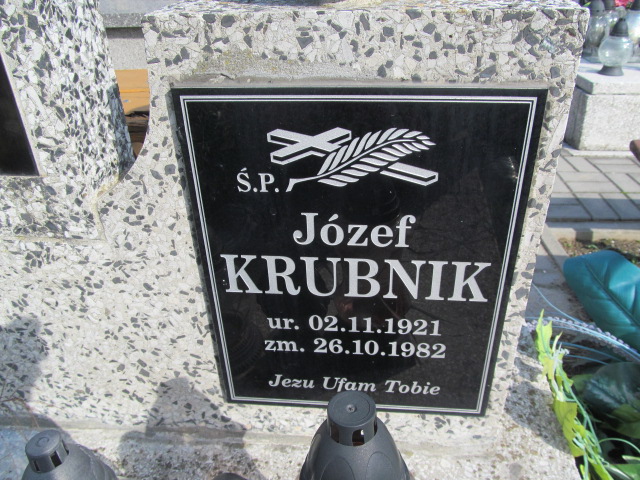 Ś.P.
Józef
KRUBNIK
ur. 02.11.1921
zm. 26.10.1982
Jezu Ufam Tobie